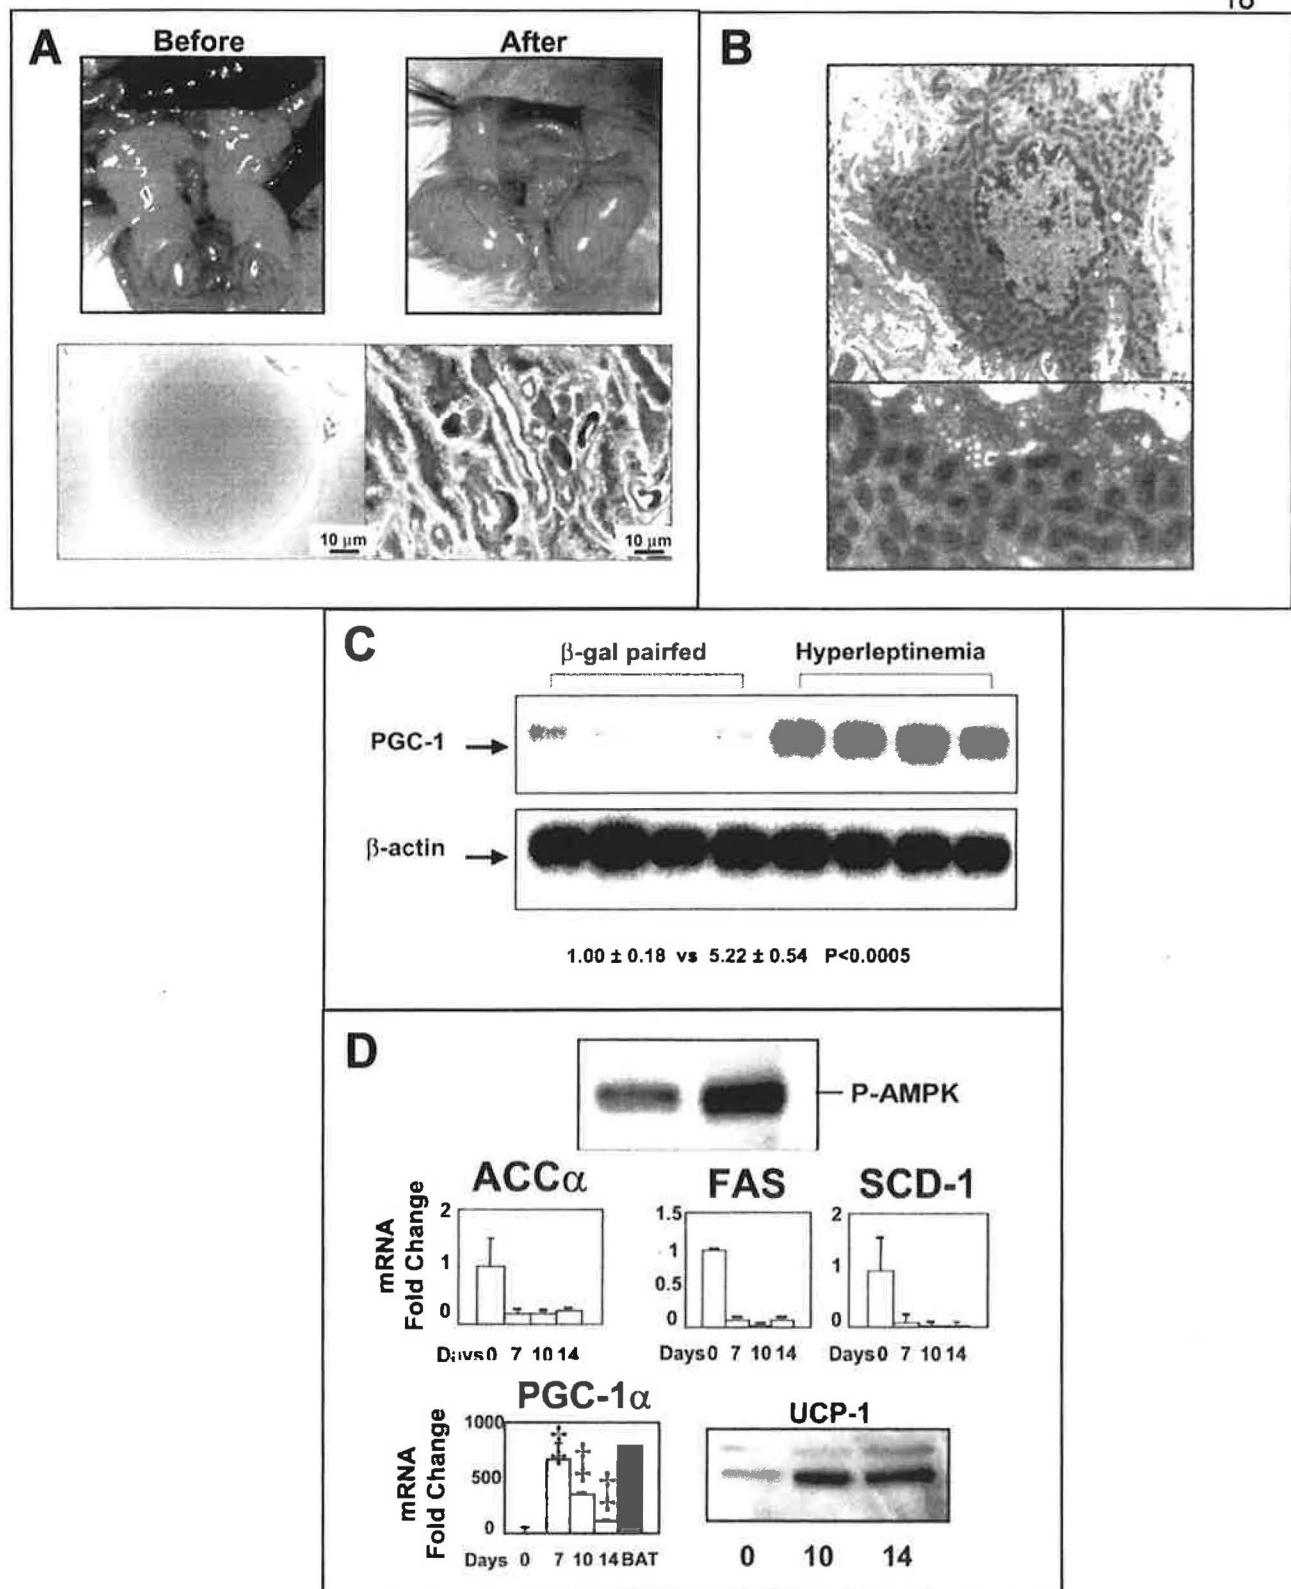 A
Before
After
10 μm
10 μm
B
C
β-gal pairfed
Hyperleptinemia
PGC-1
β-actin
1.00 ± 0.18 vs 5.22 ± 0.54 P<0.0005
D
P-AMPK
ACCα
mRNA
Fold Change
2
1
0
Days 0 7 10 14
FAS
1.5
1
0.5
0
Days 0 7 10 14
SCD-1
2
1
0
Days 0 7 10 14
PGC-1α
mRNA
Fold Change
1000
500
0
‡ ‡ ‡
Days 0 7 10 14 BAT
UCP-1
0 10 14